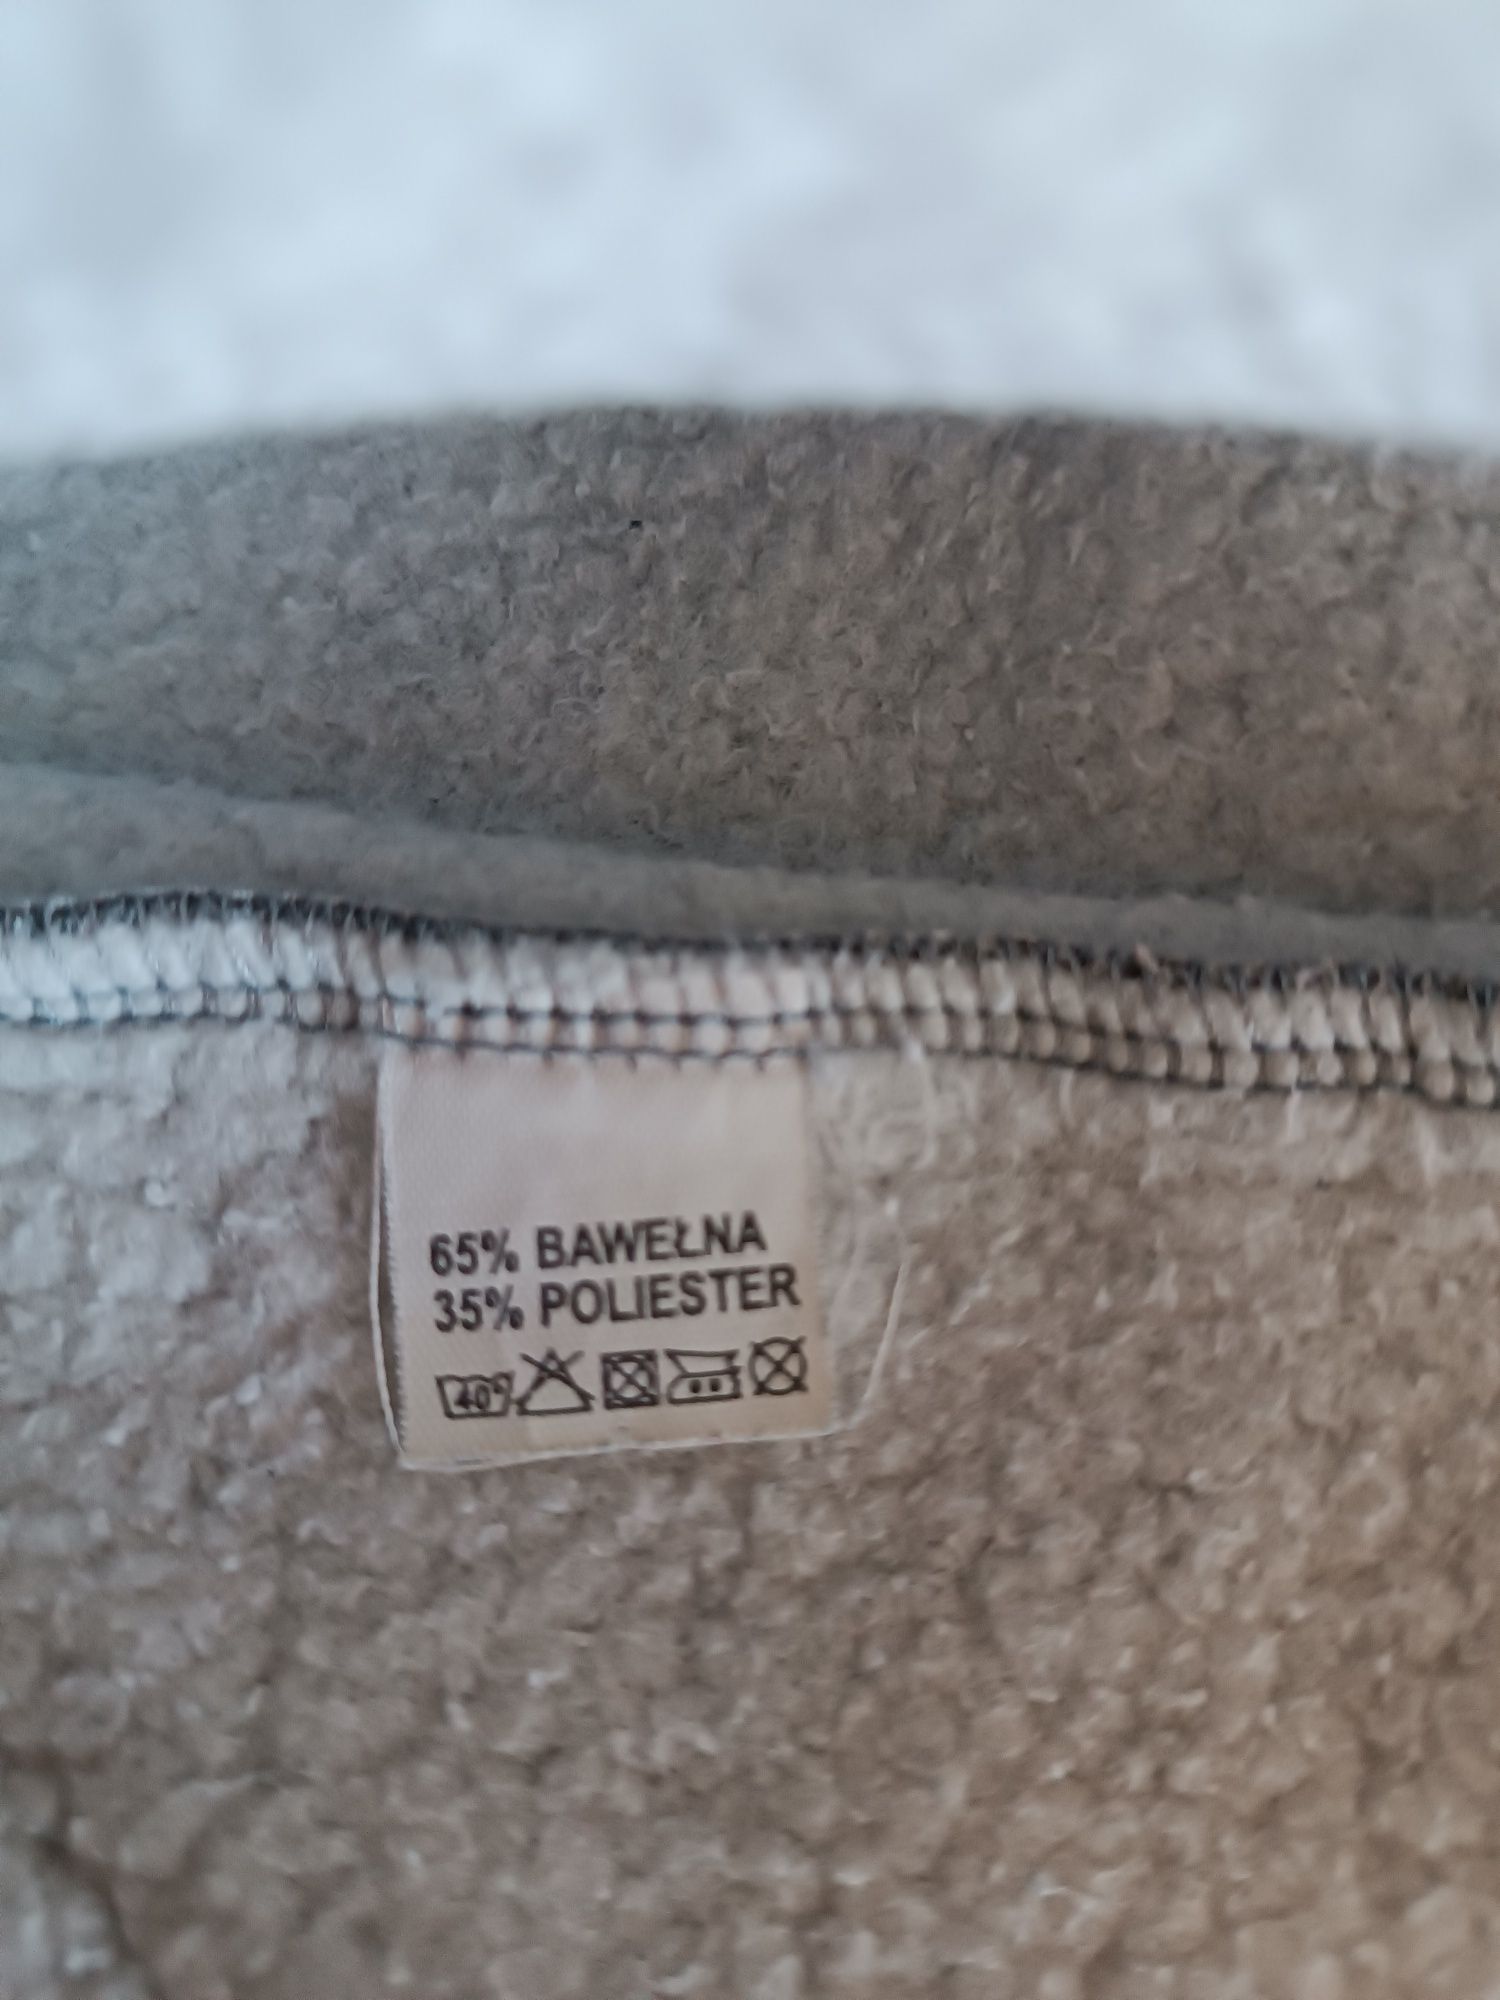 65% BAWEŁNA
35% POLIESTER
40°